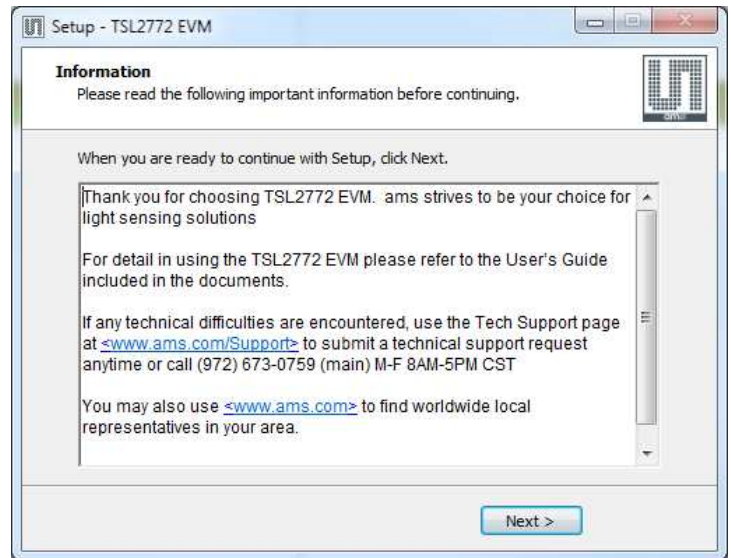 Setup - TSL2772 EVM
Information
Please read the following important information before continuing.
ams
When you are ready to continue with Setup, click Next.
Thank you for choosing TSL2772 EVM.  ams strives to be your choice for
light sensing solutions
For detail in using the TSL2772 EVM please refer to the User's Guide
included in the documents.
If any technical difficulties are encountered, use the Tech Support page
at <www.ams.com/Support> to submit a technical support request
anytime or call (972) 673-0759 (main) M-F 8AM-5PM CST
You may also use <www.ams.com> to find worldwide local
representatives in your area.
Next >